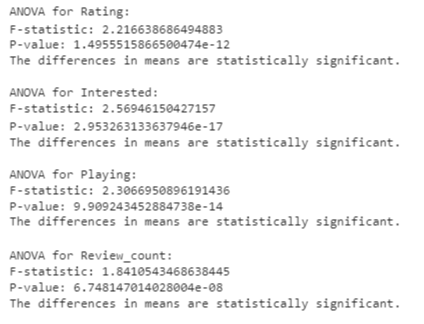 ANOVA for Rating:
F-statistic: 2.216638686494883
P-value: 1.4955515866500474e-12
The differences in means are statistically significant.
ANOVA for Interested:
F-statistic: 2.56946150427157
P-value: 2.953263133637946e-17
The differences in means are statistically significant.
ANOVA for Playing:
F-statistic: 2.3066950896191436
P-value: 9.909243452884738e-14
The differences in means are statistically significant.
ANOVA for Review_count:
F-statistic: 1.8410543468638445
P-value: 6.748147014028004e-08
The differences in means are statistically significant.